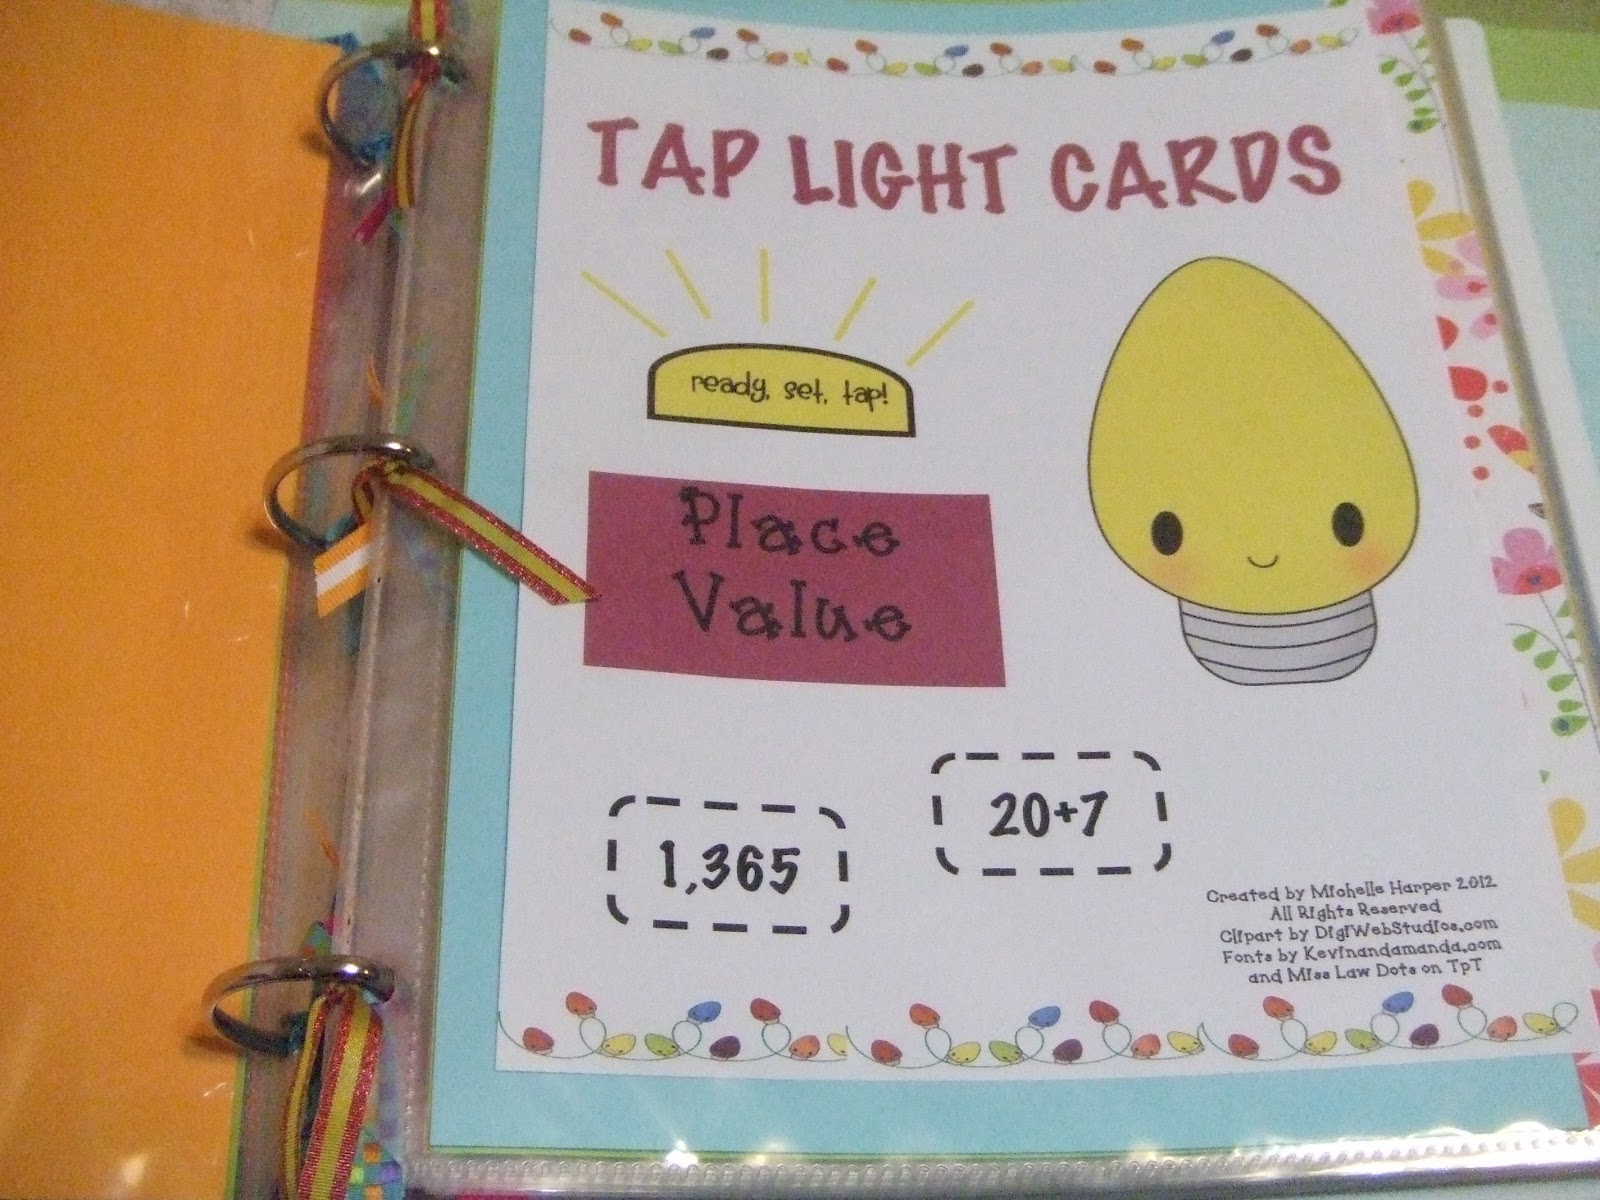 TAP LIGHT CARDS
ready, set, tap!
Place
Value
1,365
20+7
Created by Michelle Harper 2012
All Rights Reserved
Clipart by DigiWebStudios.com
Fonts by Kevinandamanda.com
and Miss Law Dots on TpT